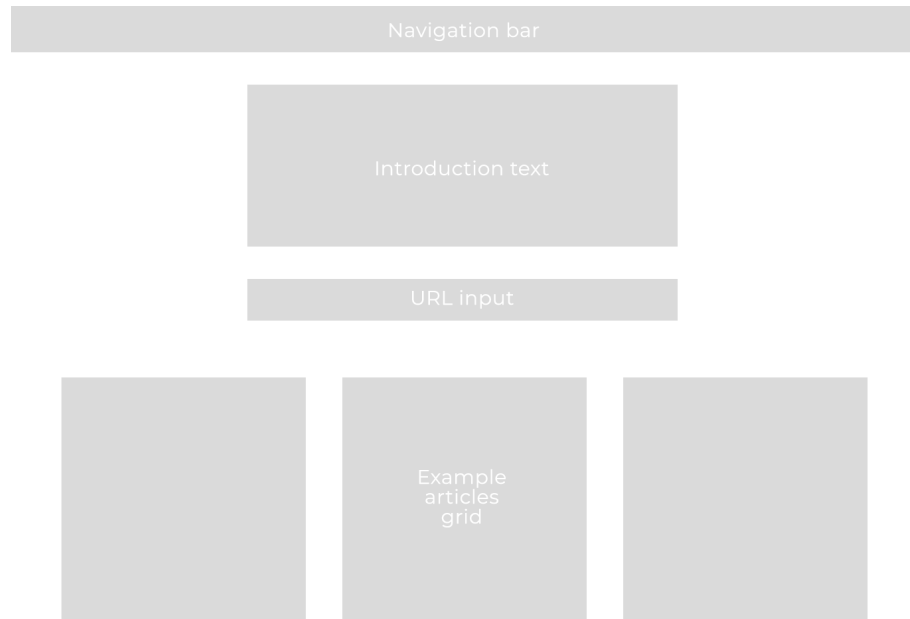 Navigation bar
Introduction text
URL input
Example
articles
grid